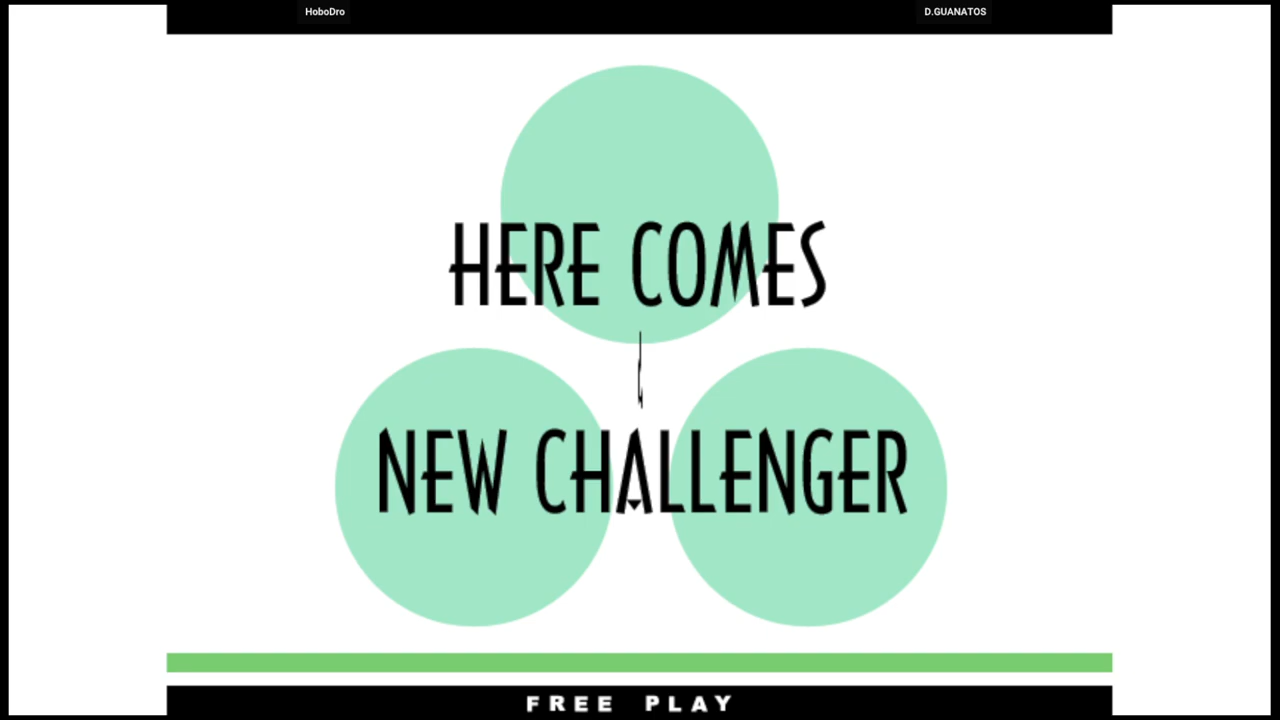 HoboDro
D.GUANATOS
HERE COMES
NEW CHALLENGER
FREE PLAY